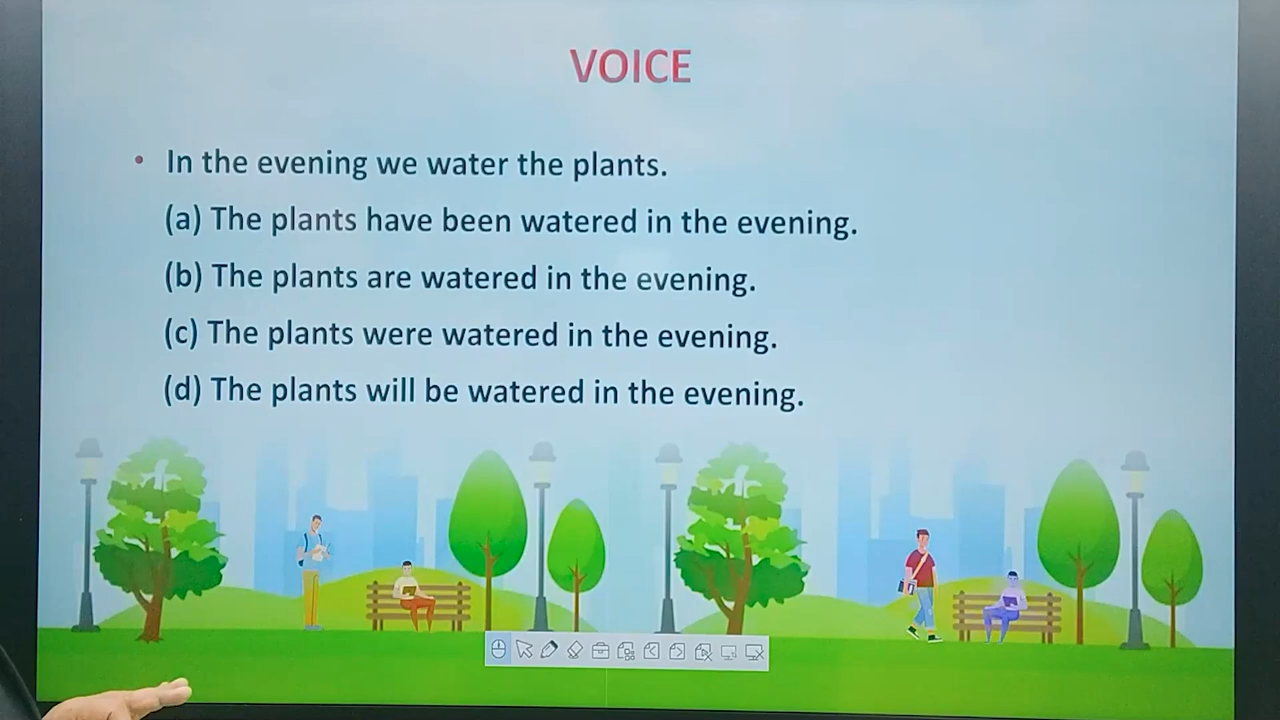 VOICE
• In the evening we water the plants.
(a) The plants have been watered in the evening.
(b) The plants are watered in the evening.
(c) The plants were watered in the evening.
(d) The plants will be watered in the evening.